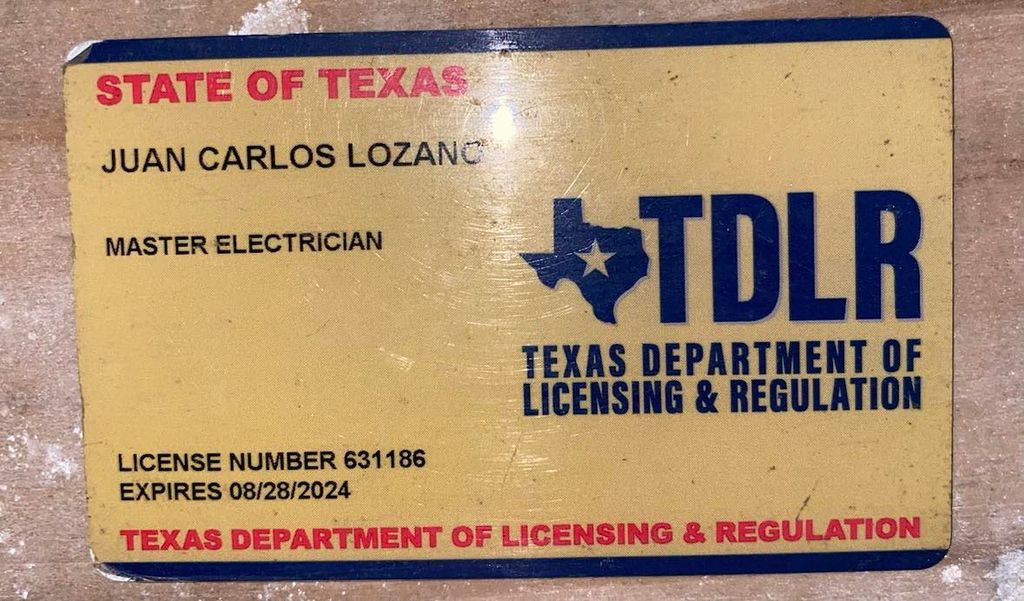 STATE OF TEXAS
JUAN CARLOS LOZANO
MASTER ELECTRICIAN
TDLR
TEXAS DEPARTMENT OF
LICENSING & REGULATION
LICENSE NUMBER 631186
EXPIRES 08/28/2024
TEXAS DEPARTMENT OF LICENSING & REGULATION